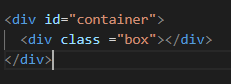 <div id="container">
  <div class ="box"></div>
</div>